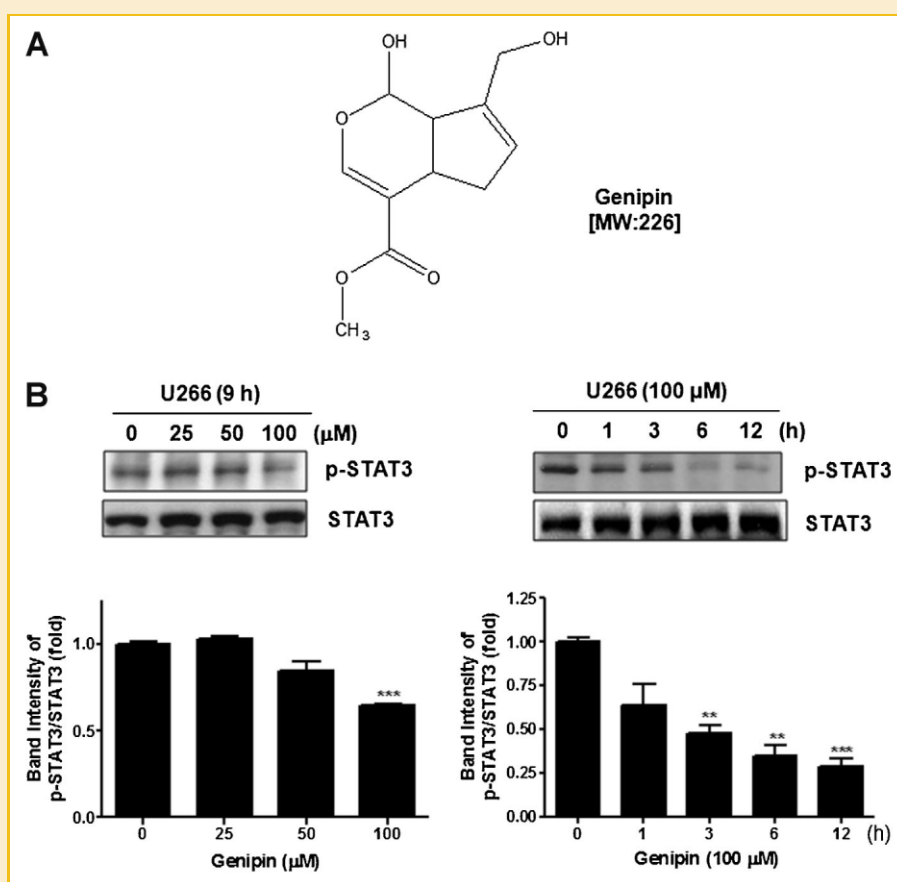 A
OH
OH
O
O
O
CH3
Genipin
[MW:226]
B
U266 (9 h)
0 25 50 100 (μM)
p-STAT3
STAT3
U266 (100 μM)
0 1 3 6 12 (h)
p-STAT3
STAT3
Band Intensity of
p-STAT3/STAT3 (fold)
1.0
0.5
0.0
***
0 25 50 100
Genipin (μM)
Band Intensity of
p-STAT3/STAT3 (fold)
1.25
1.00
0.75
0.50
0.25
0.00
** ** ***
0 1 3 6 12 (h)
Genipin (100 μM)